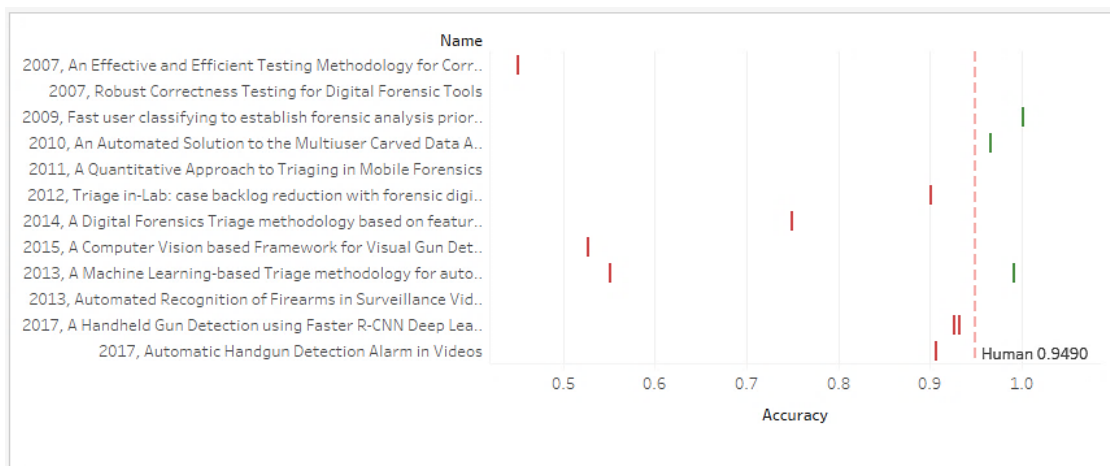 Name
2007, An Effective and Efficient Testing Methodology for Corr..
2007, Robust Correctness Testing for Digital Forensic Tools
2009, Fast user classifying to establish forensic analysis prior..
2010, An Automated Solution to the Multiuser Carved Data A..
2011, A Quantitative Approach to Triaging in Mobile Forensics
2012, Triage in-Lab: case backlog reduction with forensic digi..
2014, A Digital Forensics Triage methodology based on featur..
2015, A Computer Vision based Framework for Visual Gun Det..
2013, A Machine Learning-based Triage methodology for auto..
2013, Automated Recognition of Firearms in Surveillance Vid..
2017, A Handheld Gun Detection using Faster R-CNN Deep Lea..
2017, Automatic Handgun Detection Alarm in Videos
Human 0.9490
0.5 0.6 0.7 0.8 0.9 1.0
Accuracy